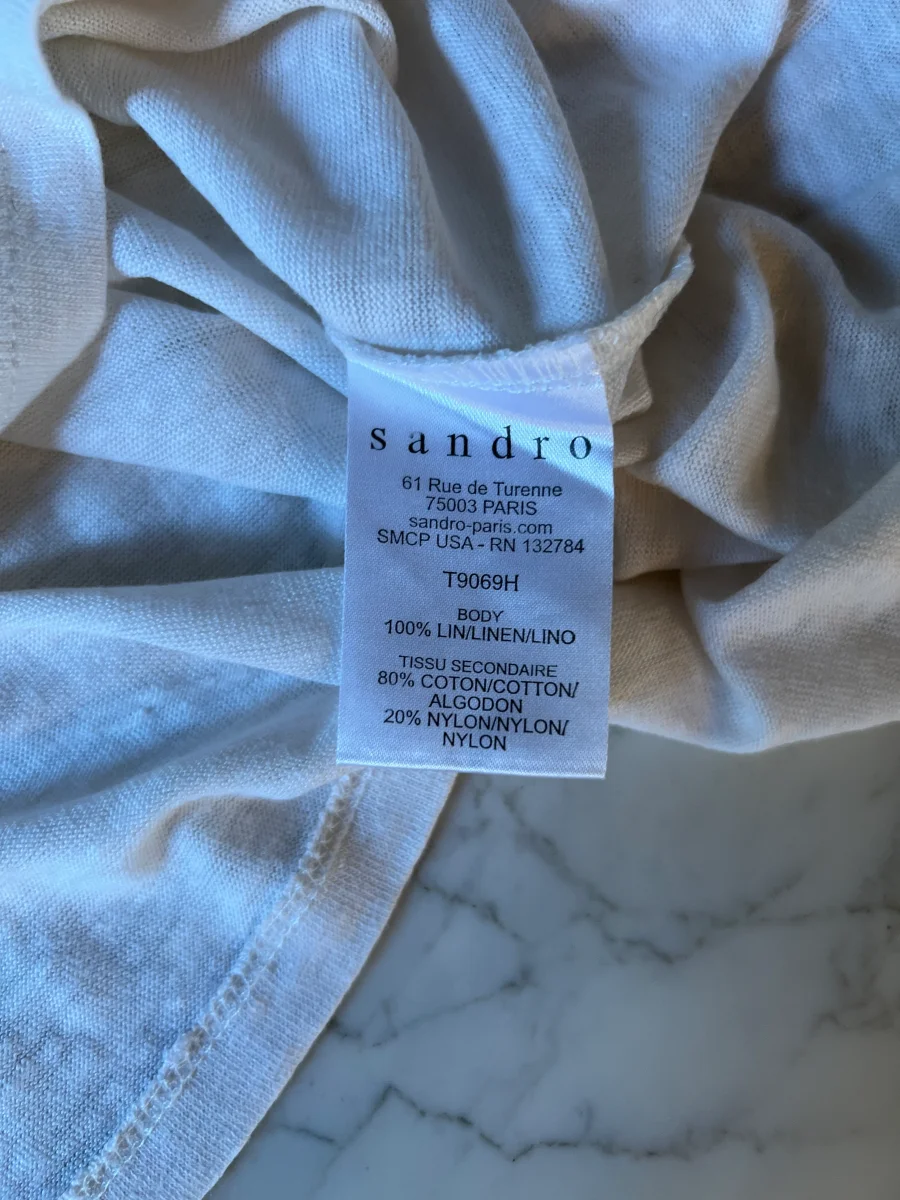 sandro
61 Rue de Turenne
75003 PARIS
sandro-paris.com
SMCP USA - RN 132784
T9069H
BODY
100% LIN/LINEN/LINO
TISSU SECONDAIRE
80% COTON/COTTON/
ALGODON
20% NYLON/NYLON/
NYLON